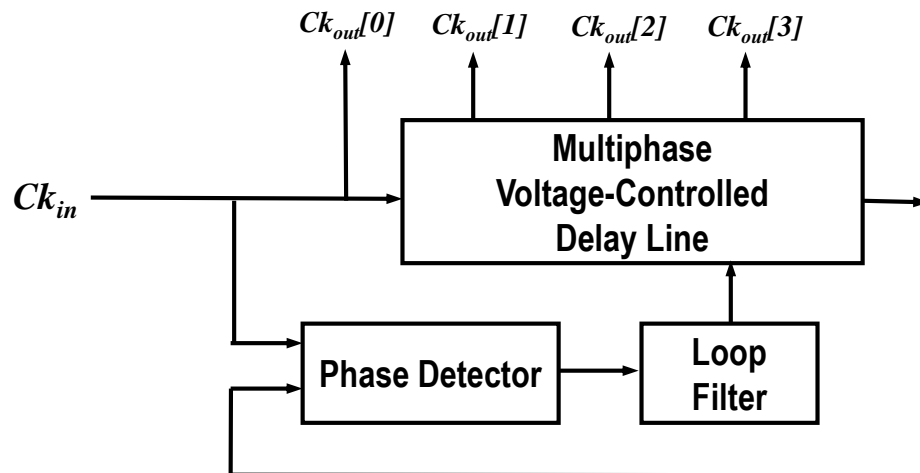 Ck_out[0] Ck_out[1] Ck_out[2] Ck_out[3]
Multiphase
Voltage-Controlled
Delay Line
Ck_in
Phase Detector
Loop
Filter